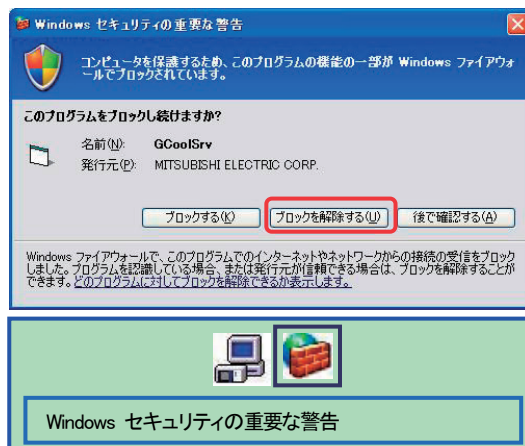 Windows セキュリティの重要な警告
コンピュータを保護するため、このプログラムの機能の一部が Windows ファイアウォ
ールでブロックされています。
このプログラムをブロックし続けますか?
名前(N): GCoolSrv
発行元(P): MITSUBISHI ELECTRIC CORP.
ブロックする(K) ブロックを解除する(U) 後で確認する(A)
Windows ファイアウォールで、このプログラムでのインターネットやネットワークからの接続の受信をブロック
しました。プログラムを認識している場合、または発行元が信頼できる場合は、ブロックを解除することが
できます。どのプログラムに対してブロックを解除できるか表示します。
Windows セキュリティの重要な警告